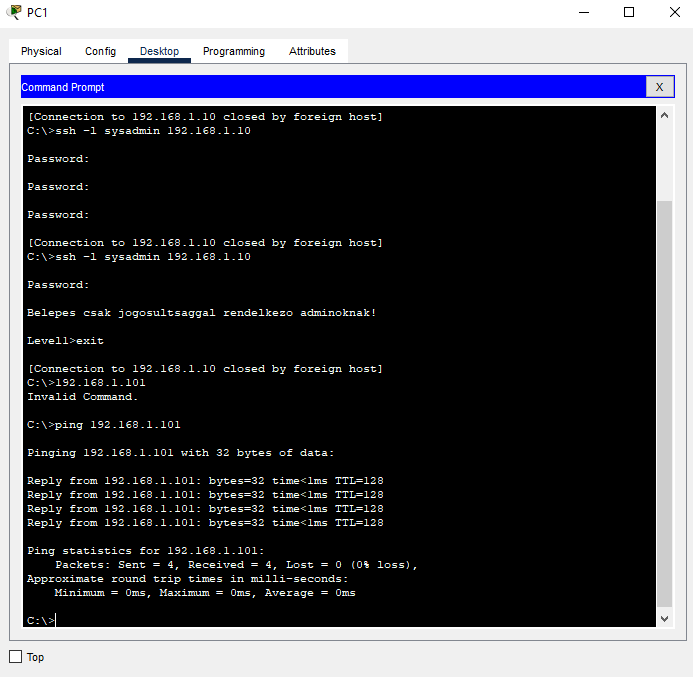 PC1
Physical Config Desktop Programming Attributes
Command Prompt X
[Connection to 192.168.1.10 closed by foreign host]
C:\>ssh -l sysadmin 192.168.1.10
Password:
Password:
Password:
[Connection to 192.168.1.10 closed by foreign host]
C:\>ssh -l sysadmin 192.168.1.10
Password:
Belepes csak jogosultsaggal rendelkezo adminoknak!
Level1>exit
[Connection to 192.168.1.10 closed by foreign host]
C:\>192.168.1.101
Invalid Command.
C:\>ping 192.168.1.101
Pinging 192.168.1.101 with 32 bytes of data:
Reply from 192.168.1.101: bytes=32 time<1ms TTL=128
Reply from 192.168.1.101: bytes=32 time<1ms TTL=128
Reply from 192.168.1.101: bytes=32 time<1ms TTL=128
Reply from 192.168.1.101: bytes=32 time<1ms TTL=128
Ping statistics for 192.168.1.101:
    Packets: Sent = 4, Received = 4, Lost = 0 (0% loss),
Approximate round trip times in milli-seconds:
    Minimum = 0ms, Maximum = 0ms, Average = 0ms
C:\>
Top